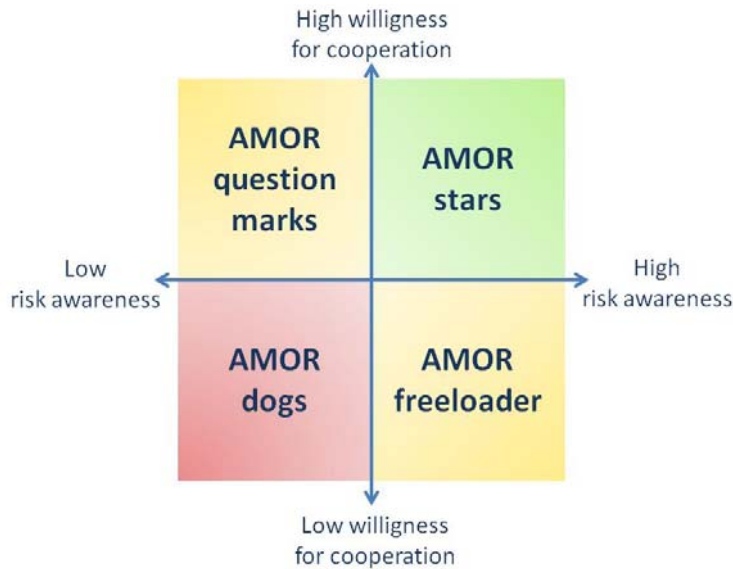 High willigness
for cooperation
AMOR
question
marks
AMOR
stars
Low
risk awareness
High
risk awareness
AMOR
dogs
AMOR
freeloader
Low willigness
for cooperation